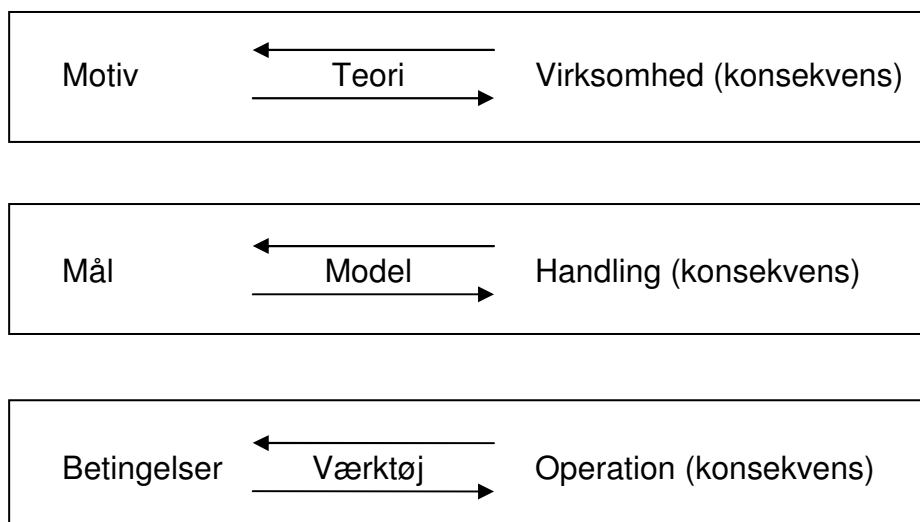 Motiv Teori Virksomhed (konsekvens)
Mål Model Handling (konsekvens)
Betingelser Værktøj Operation (konsekvens)